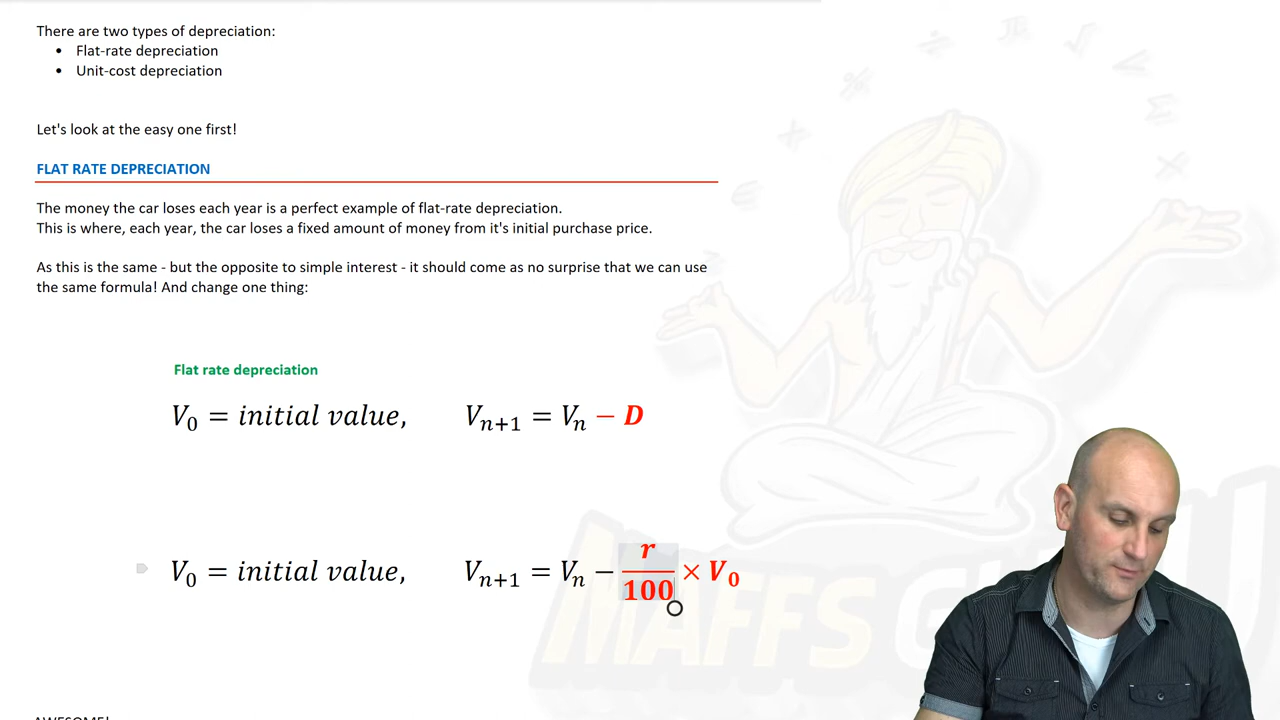 There are two types of depreciation:
• Flat-rate depreciation
• Unit-cost depreciation
Let's look at the easy one first!
FLAT RATE DEPRECIATION
The money the car loses each year is a perfect example of flat-rate depreciation.
This is where, each year, the car loses a fixed amount of money from it's initial purchase price.
As this is the same - but the opposite to simple interest - it should come as no surprise that we can use
the same formula! And change one thing:
Flat rate depreciation
V₀ = initial value, Vₙ₊₁ = Vₙ − D
V₀ = initial value, Vₙ₊₁ = Vₙ − r/100 × V₀
MAFFS G
AWESOME!